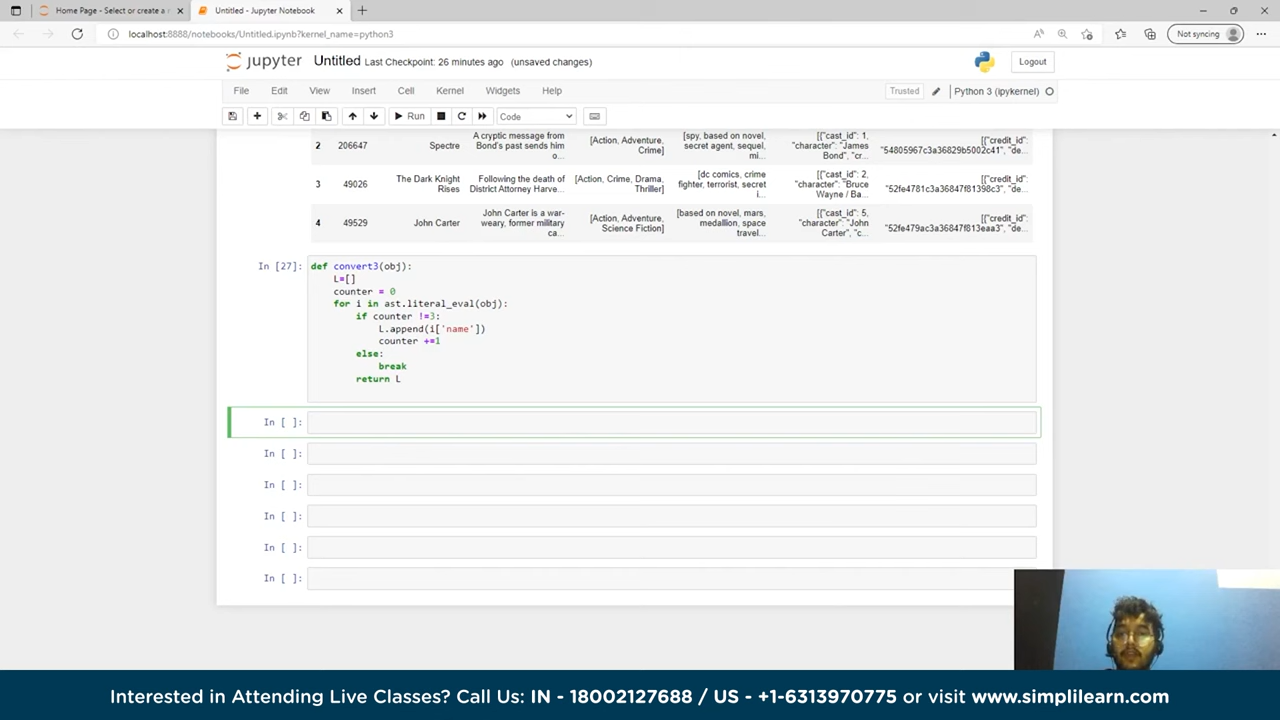 Home Page - Select or create a n
Untitled - Jupyter Notebook
localhost:8888/notebooks/Untitled.ipynb?kernel_name=python3
Not syncing
jupyter Untitled Last Checkpoint: 26 minutes ago (unsaved changes)
Logout
File Edit View Insert Cell Kernel Widgets Help
Trusted
Python 3 (ipykernel)
Run
Code
2 206647 Spectre A cryptic message from Bond's past sends him o... [Action, Adventure, Crime] [spy, based on novel, secret agent, sequel, mi... [{"cast_id": 1, "character": "James Bond", "cr... [{"credit_id": "54805967c3a36829b5002c41", "de...
3 49026 The Dark Knight Rises Following the death of District Attorney Harve... [Action, Crime, Drama, Thriller] [dc comics, crime fighter, terrorist, secret i... [{"cast_id": 2, "character": "Bruce Wayne / Ba... [{"credit_id": "52fe4781c3a36847f81398c3", "de...
4 49529 John Carter John Carter is a war-weary, former military ca... [Action, Adventure, Science Fiction] [based on novel, mars, medallion, space travel... [{"cast_id": 5, "character": "John Carter", "c... [{"credit_id": "52fe479ac3a36847f813eaa3", "de...
In [27]: def convert3(obj):
L=[]
counter = 0
for i in ast.literal_eval(obj):
if counter !=3:
L.append(i['name'])
counter +=1
else:
break
return L
In [ ]:
In [ ]:
In [ ]:
In [ ]:
In [ ]:
In [ ]:
Interested in Attending Live Classes? Call Us: IN - 18002127688 / US - +1-6313970775 or visit www.simplilearn.com